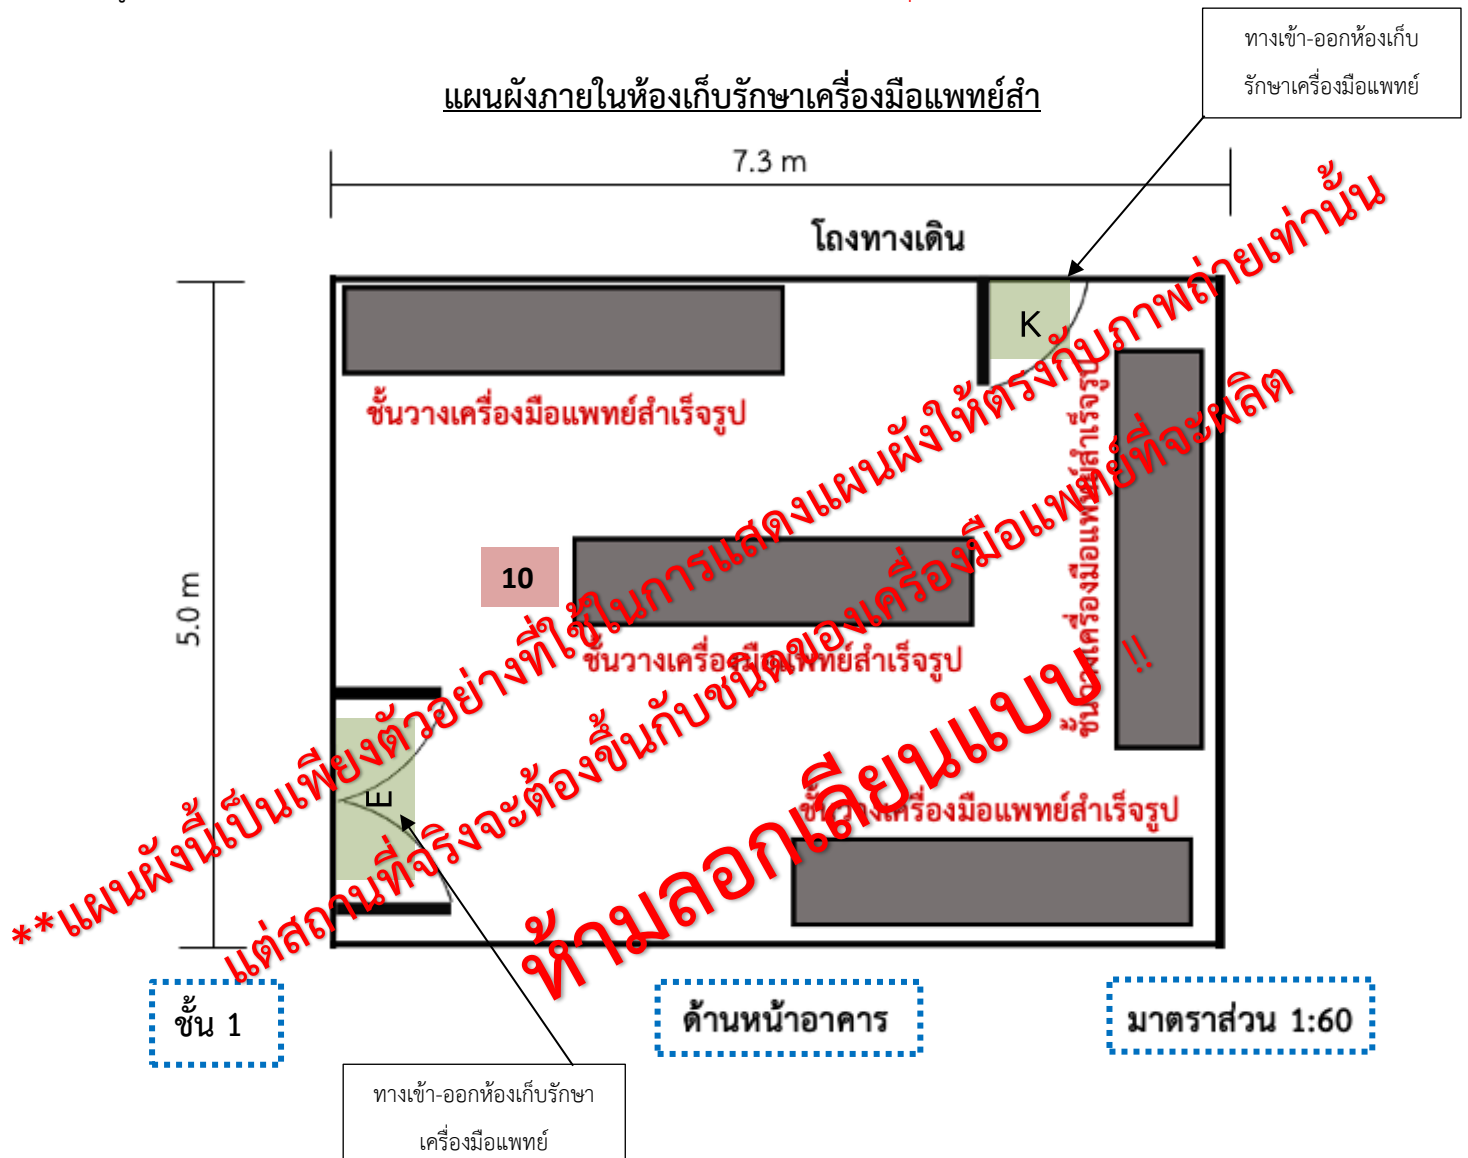 ทางเข้า-ออกห้องเก็บ
รักษาเครื่องมือแพทย์
แผนผังภายในห้องเก็บรักษาเครื่องมือแพทย์สำ
7.3 m
โถงทางเดิน
K
ชั้นวางเครื่องมือแพทย์สำเร็จรูป
ชั้นวางเครื่องมือแพทย์สำเร็จรูป
10
5.0 m
ชั้นวางเครื่องมือแพทย์สำเร็จรูป
E
ชั้นวางเครื่องมือแพทย์สำเร็จรูป
**แผนผังนี้เป็นเพียงตัวอย่างที่ใช้ในการแสดงแผนผังให้ตรงกับภาพถ่ายเท่านั้น
แต่สถานที่จริงจะต้องขึ้นกับชนิดของเครื่องมือแพทย์ที่จะผลิต
ห้ามลอกเลียนแบบ !!
ชั้น 1
ด้านหน้าอาคาร
มาตราส่วน 1:60
ทางเข้า-ออกห้องเก็บรักษา
เครื่องมือแพทย์